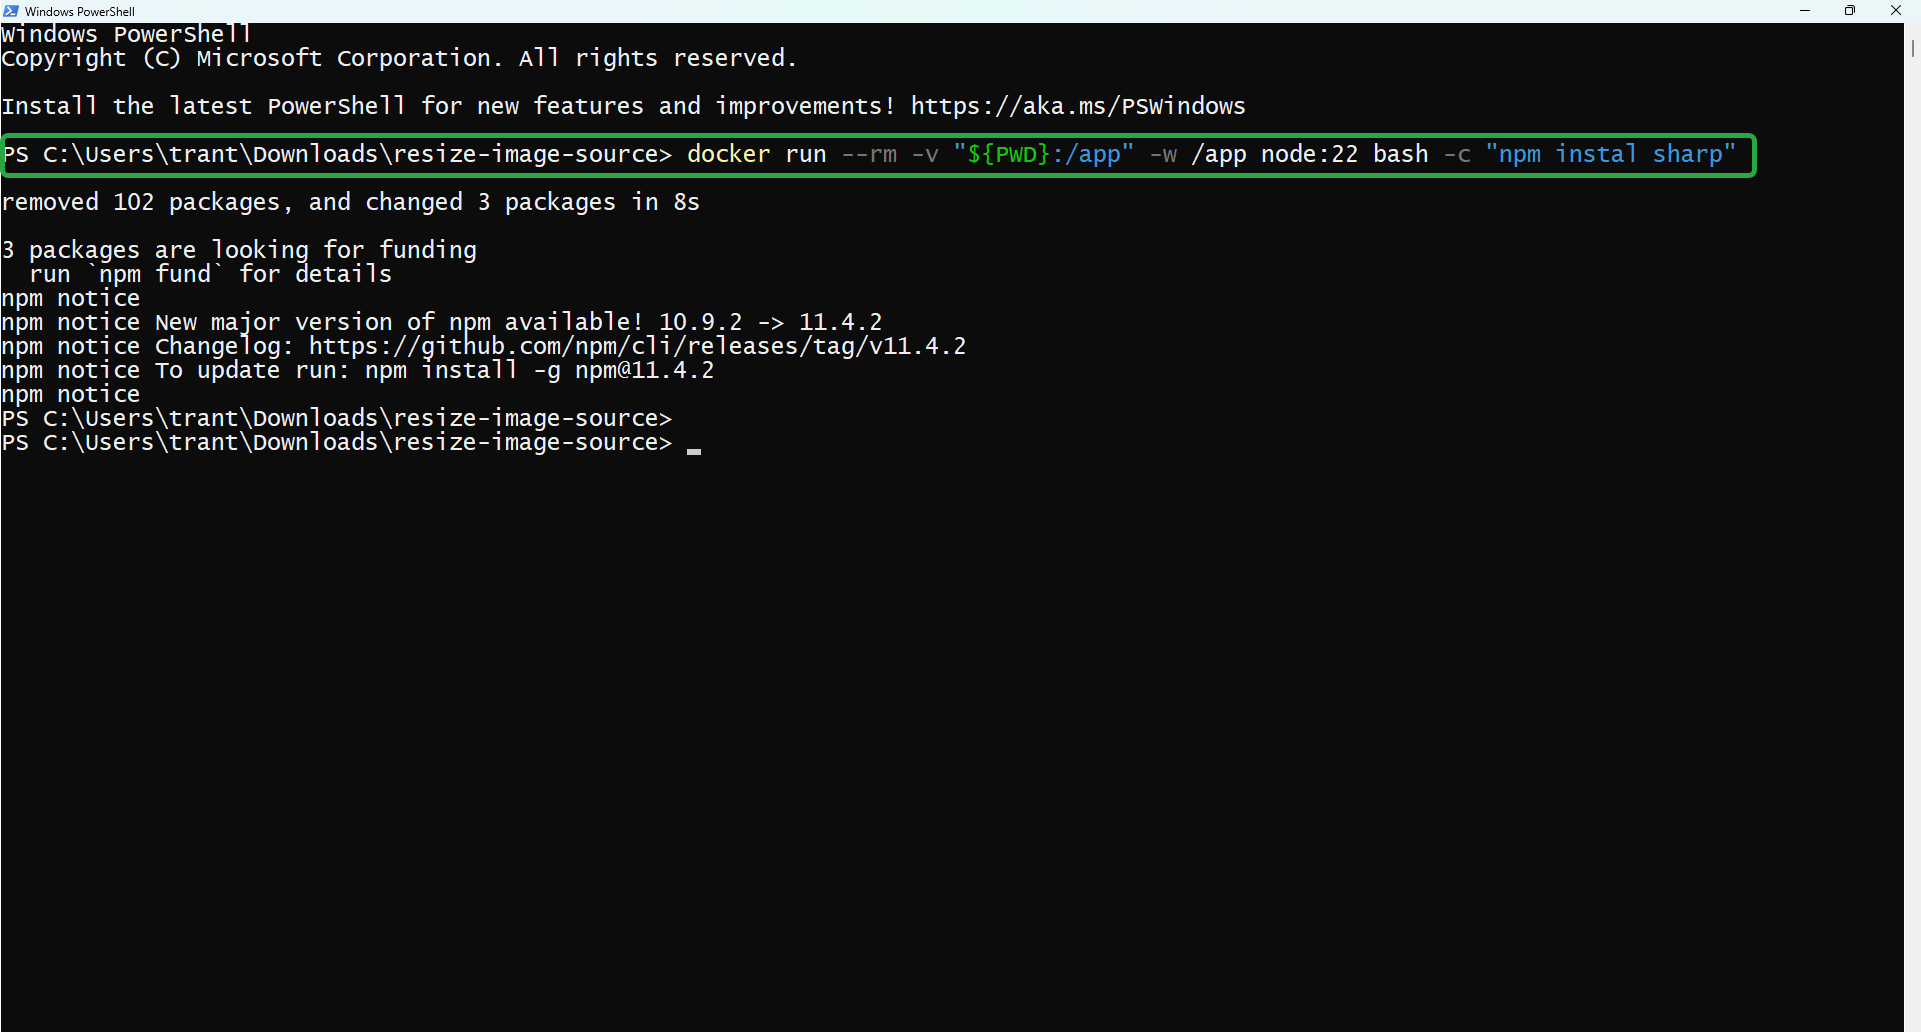 Windows PowerShell
Windows PowerShell
Copyright (C) Microsoft Corporation. All rights reserved.
Install the latest PowerShell for new features and improvements! https://aka.ms/PSWindows
PS C:\Users\trant\Downloads\resize-image-source> docker run --rm -v "${PWD}:/app" -w /app node:22 bash -c "npm instal sharp"
removed 102 packages, and changed 3 packages in 8s
3 packages are looking for funding
  run `npm fund` for details
npm notice
npm notice New major version of npm available! 10.9.2 -> 11.4.2
npm notice Changelog: https://github.com/npm/cli/releases/tag/v11.4.2
npm notice To update run: npm install -g npm@11.4.2
npm notice
PS C:\Users\trant\Downloads\resize-image-source>
PS C:\Users\trant\Downloads\resize-image-source>